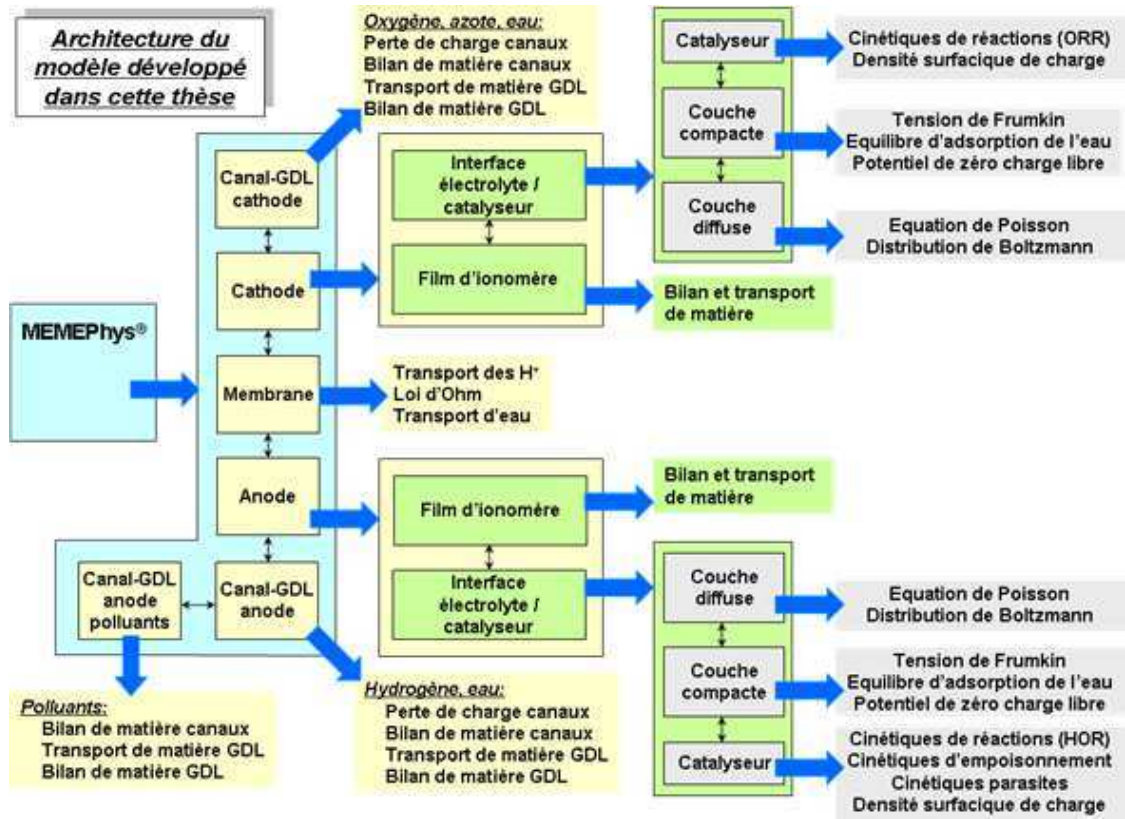 Architecture du
modèle développé
dans cette thèse
Oxygène, azote, eau:
Perte de charge canaux
Bilan de matière canaux
Transport de matière GDL
Bilan de matière GDL
Catalyseur
Cinétiques de réactions (ORR)
Densité surfacique de charge
Couche
compacte
Tension de Frumkin
Equilibre d'adsorption de l'eau
Potentiel de zéro charge libre
Couche
diffuse
Equation de Poisson
Distribution de Boltzmann
Canal-GDL
cathode
Interface
électrolyte /
catalyseur
Cathode
Film d'ionomère
Bilan et transport
de matière
MEMEPhys®
Membrane
Transport des H⁺
Loi d'Ohm
Transport d'eau
Anode
Film d'ionomère
Bilan et transport
de matière
Canal-GDL
anode
polluants
Canal-GDL
anode
Interface
électrolyte /
catalyseur
Couche
diffuse
Equation de Poisson
Distribution de Boltzmann
Couche
compacte
Tension de Frumkin
Equilibre d'adsorption de l'eau
Potentiel de zéro charge libre
Catalyseur
Cinétiques de réactions (HOR)
Cinétiques d'empoisonnement
Cinétiques parasites
Densité surfacique de charge
Polluants:
Bilan de matière canaux
Transport de matière GDL
Bilan de matière GDL
Hydrogène, eau:
Perte de charge canaux
Bilan de matière canaux
Transport de matière GDL
Bilan de matière GDL